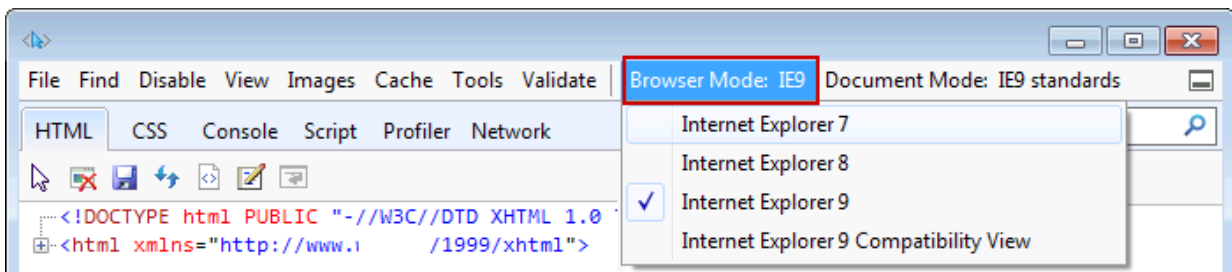 File Find Disable View Images Cache Tools Validate Browser Mode: IE9 Document Mode: IE9 standards
HTML CSS Console Script Profiler Network
Internet Explorer 7
Internet Explorer 8
Internet Explorer 9
Internet Explorer 9 Compatibility View
<!DOCTYPE html PUBLIC "-//W3C//DTD XHTML 1.0
<html xmlns="http://www. /1999/xhtml">